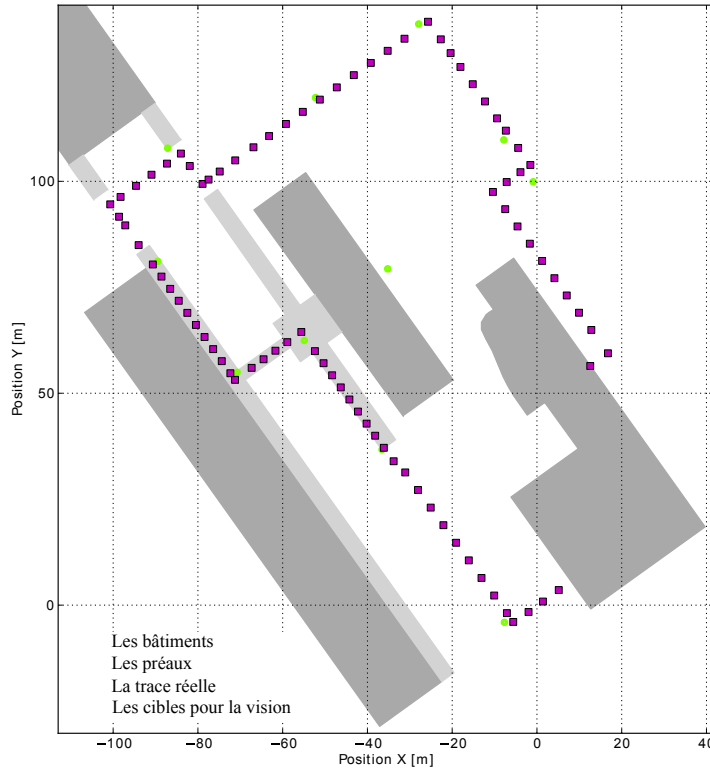 100
50
0
Position Y [m]
Les bâtiments
Les préaux
La trace réelle
Les cibles pour la vision
−100 −80 −60 −40 −20 0 20 40
Position X [m]